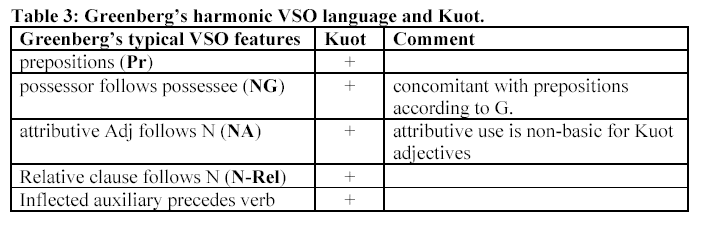 Table 3: Greenberg's harmonic VSO language and Kuot.
Greenberg's typical VSO features Kuot Comment
prepositions (Pr) +
possessor follows possessee (NG) + concomitant with prepositions
according to G.
attributive Adj follows N (NA) + attributive use is non-basic for Kuot
adjectives
Relative clause follows N (N-Rel) +
Inflected auxiliary precedes verb +